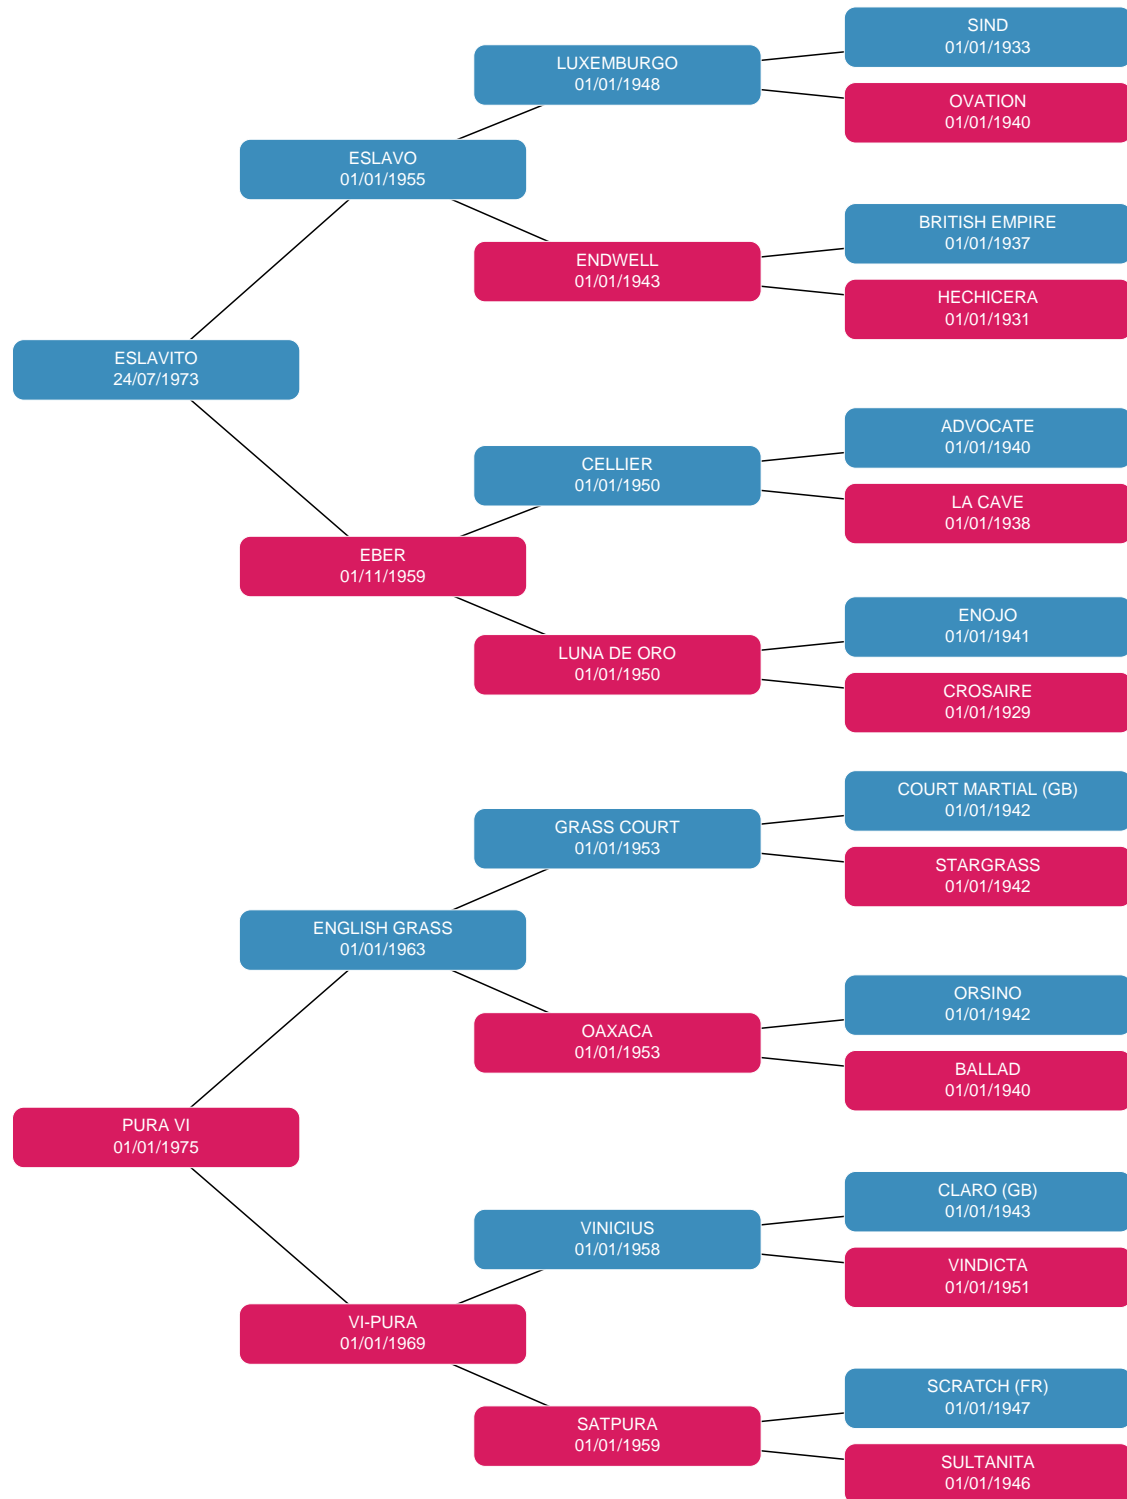 SIND
01/01/1933
LUXEMBURGO
01/01/1948
OVATION
01/01/1940
ESLAVO
01/01/1955
BRITISH EMPIRE
01/01/1937
ENDWELL
01/01/1943
HECHICERA
01/01/1931
ESLAVITO
24/07/1973
ADVOCATE
01/01/1940
CELLIER
01/01/1950
LA CAVE
01/01/1938
EBER
01/11/1959
ENOJO
01/01/1941
LUNA DE ORO
01/01/1950
CROSAIRE
01/01/1929
COURT MARTIAL (GB)
01/01/1942
GRASS COURT
01/01/1953
STARGRASS
01/01/1942
ENGLISH GRASS
01/01/1963
ORSINO
01/01/1942
OAXACA
01/01/1953
BALLAD
01/01/1940
PURA VI
01/01/1975
CLARO (GB)
01/01/1943
VINICIUS
01/01/1958
VINDICTA
01/01/1951
VI-PURA
01/01/1969
SCRATCH (FR)
01/01/1947
SATPURA
01/01/1959
SULTANITA
01/01/1946